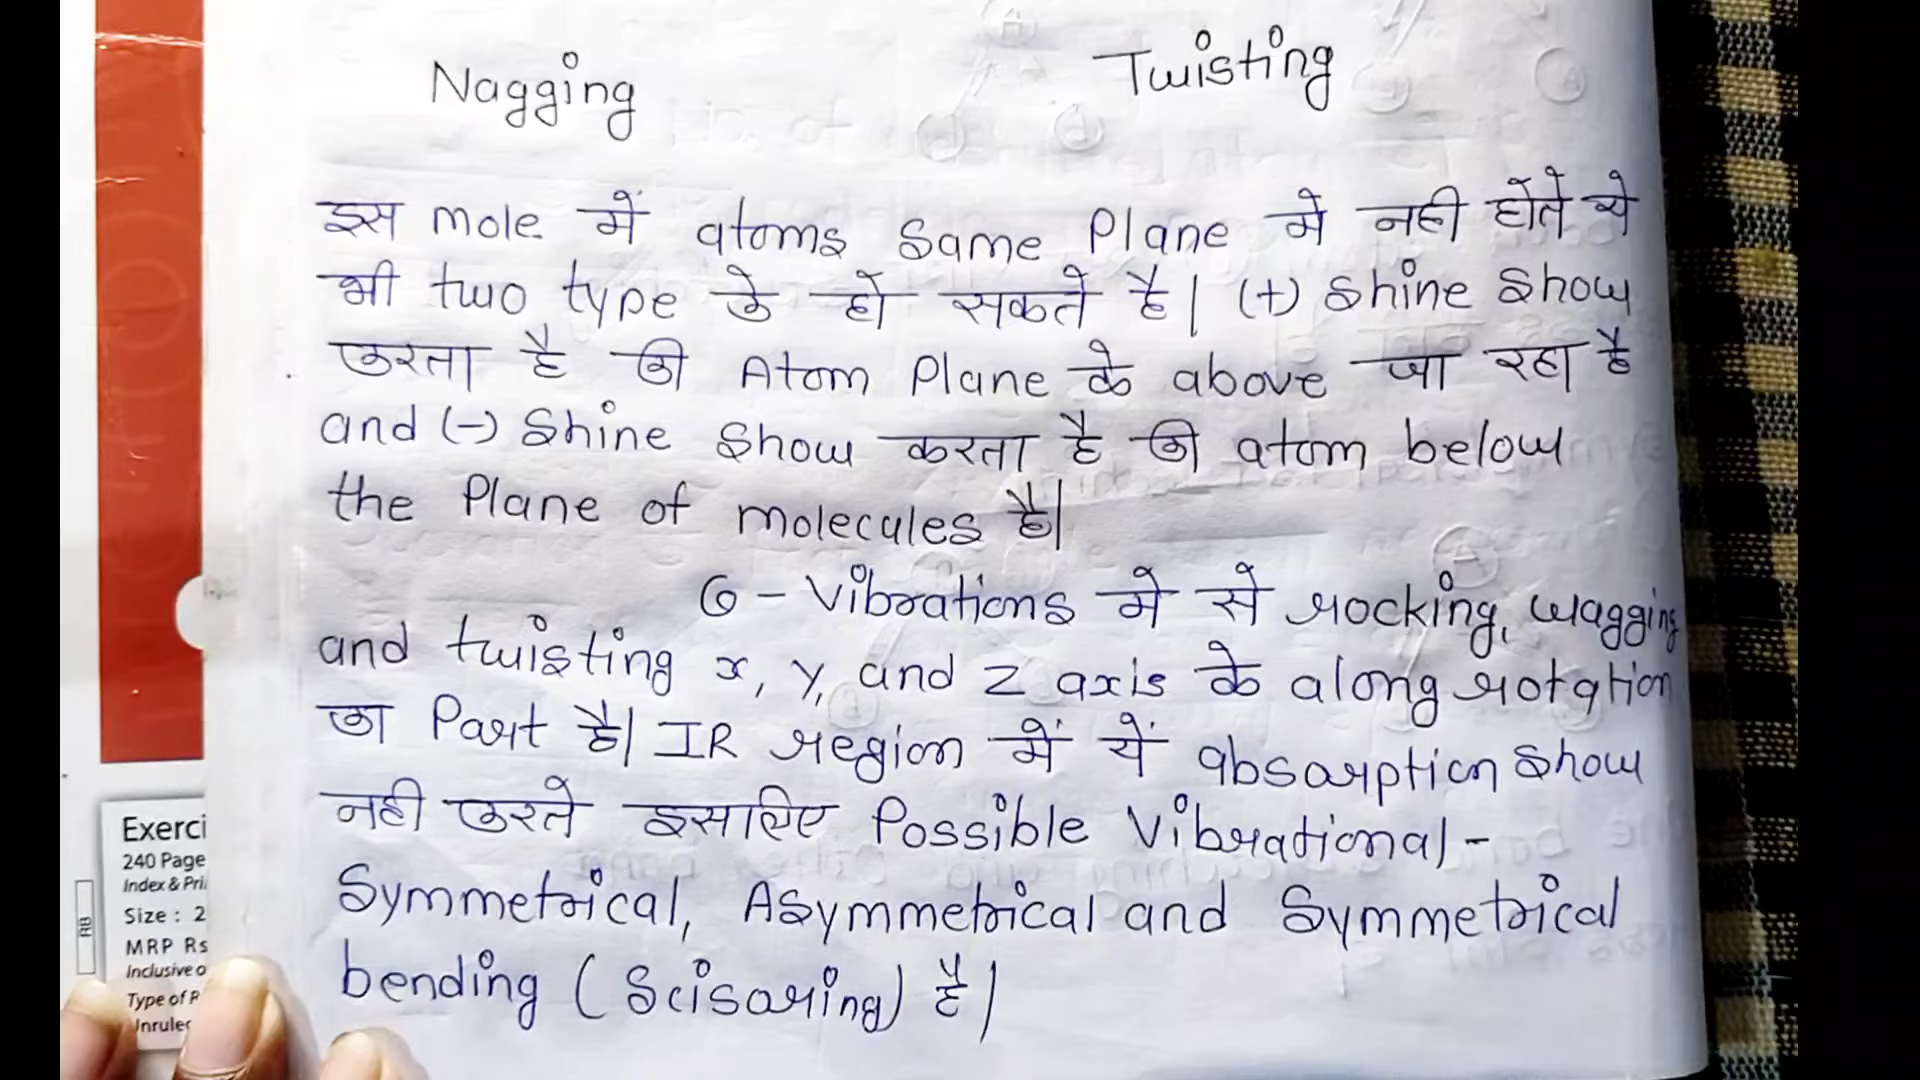 Nagging Twisting
इस mole में atoms same Plane मे नही होते ये
भी two type के हो सकते है। (+) shine show
करता है की Atom Plane के above जा रहा है
and (-) shine show करता है की atom below
the Plane of molecules है।
6 - Vibrations मे से rocking, wagging
and twisting x, y, and z axis के along rotation
का Part है। IR region में यें absorption show
नही करते इसलिए Possible Vibrational -
Symmetrical, Asymmetrical and Symmetrical
bending (Scisoring) है।
Exerci
240 Page
Index & Pri
Size : 2
MRP Rs
Inclusive o
Type of P
Unruled
RB